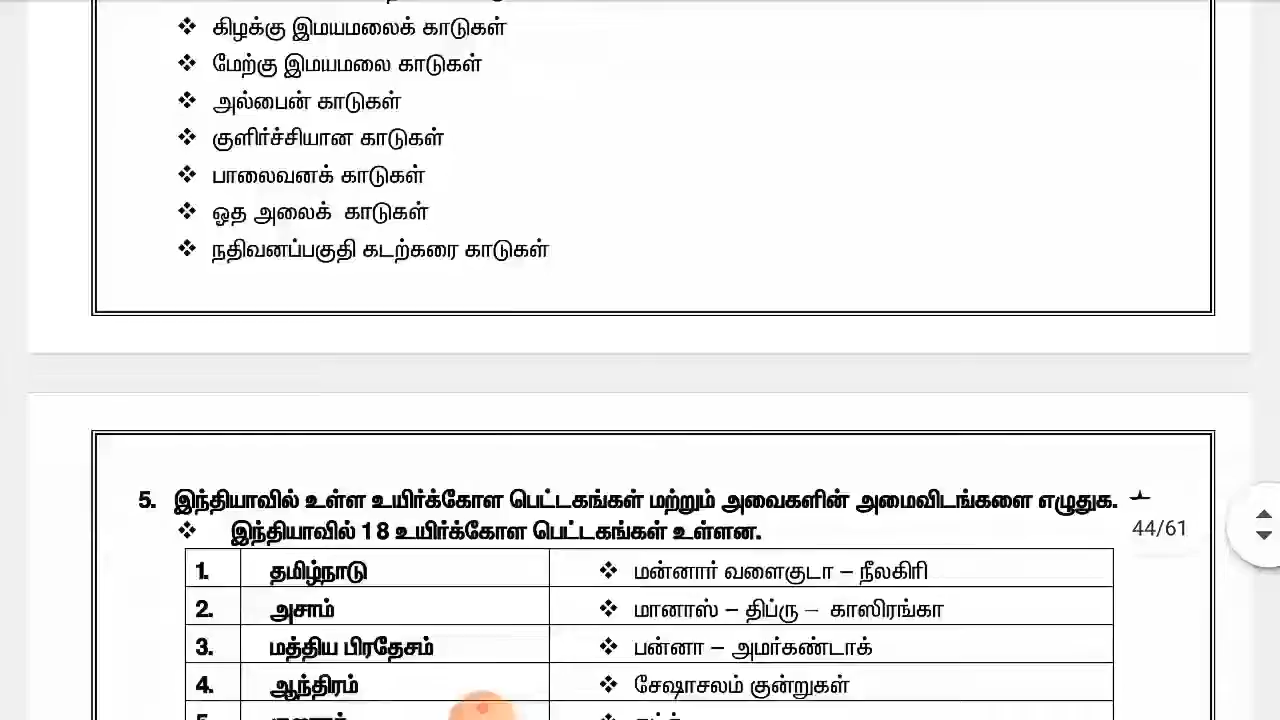 ❖ கிழக்கு இமயமலைக் காடுகள்
❖ மேற்கு இமயமலை காடுகள்
❖ அல்பைன் காடுகள்
❖ குளிர்ச்சியான காடுகள்
❖ பாலைவனக் காடுகள்
❖ ஓத அலைக் காடுகள்
❖ நதிவனப்பகுதி கடற்கரை காடுகள்
5. இந்தியாவில் உள்ள உயிர்க்கோள பெட்டகங்கள் மற்றும் அவைகளின் அமைவிடங்களை எழுதுக.
❖ இந்தியாவில் 18 உயிர்க்கோள பெட்டகங்கள் உள்ளன.
44/61
1. தமிழ்நாடு ❖ மன்னார் வளைகுடா – நீலகிரி
2. அசாம் ❖ மானாஸ் – திப்ரு – காஸிரங்கா
3. மத்திய பிரதேசம் ❖ பன்னா – அமர்கண்டாக்
4. ஆந்திரம் ❖ சேஷாசலம் குன்றுகள்